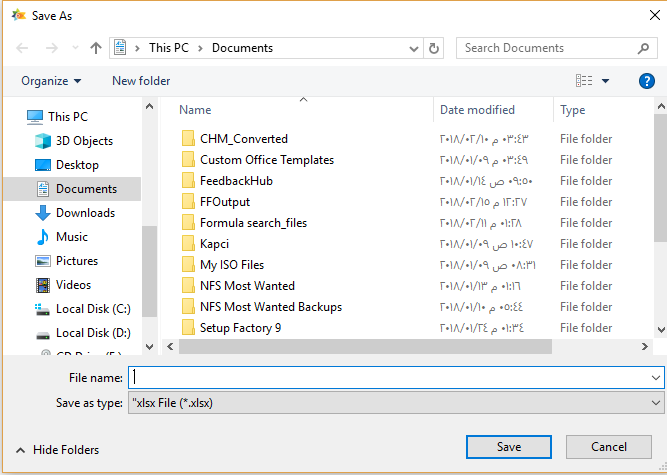 Save As
This PC > Documents
Search Documents
Organize
New folder
?
This PC
3D Objects
Desktop
Documents
Downloads
Music
Pictures
Videos
Local Disk (C:)
Local Disk (D:)
Name Date modified Type
CHM_Converted ٢٠١٨/٠٢/١٠ ٠٣:٤٣ م File folder
Custom Office Templates ٢٠١٨/٠١/٠٩ ٠٣:٤٩ م File folder
FeedbackHub ٢٠١٨/٠١/١٤ ٠٩:٥٠ ص File folder
FFOutput ٢٠١٨/٠٢/١٥ ١٢:٢٧ م File folder
Formula search_files ٢٠١٨/٠٢/١١ ٠١:٢٨ م File folder
Kapci ٢٠١٨/٠١/٠٩ ١٠:٤٧ ص File folder
My ISO Files ٢٠١٨/٠١/٠٩ ٠٨:٣١ ص File folder
NFS Most Wanted ٢٠١٨/٠١/١٣ ٠١:١٦ م File folder
NFS Most Wanted Backups ٢٠١٨/٠١/١٠ ٠٥:٤٤ م File folder
Setup Factory 9 ٢٠١٨/٠١/٢٤ ٠١:٣٤ م File folder
File name:
Save as type: "xlsx File (*.xlsx)
Hide Folders
Save
Cancel